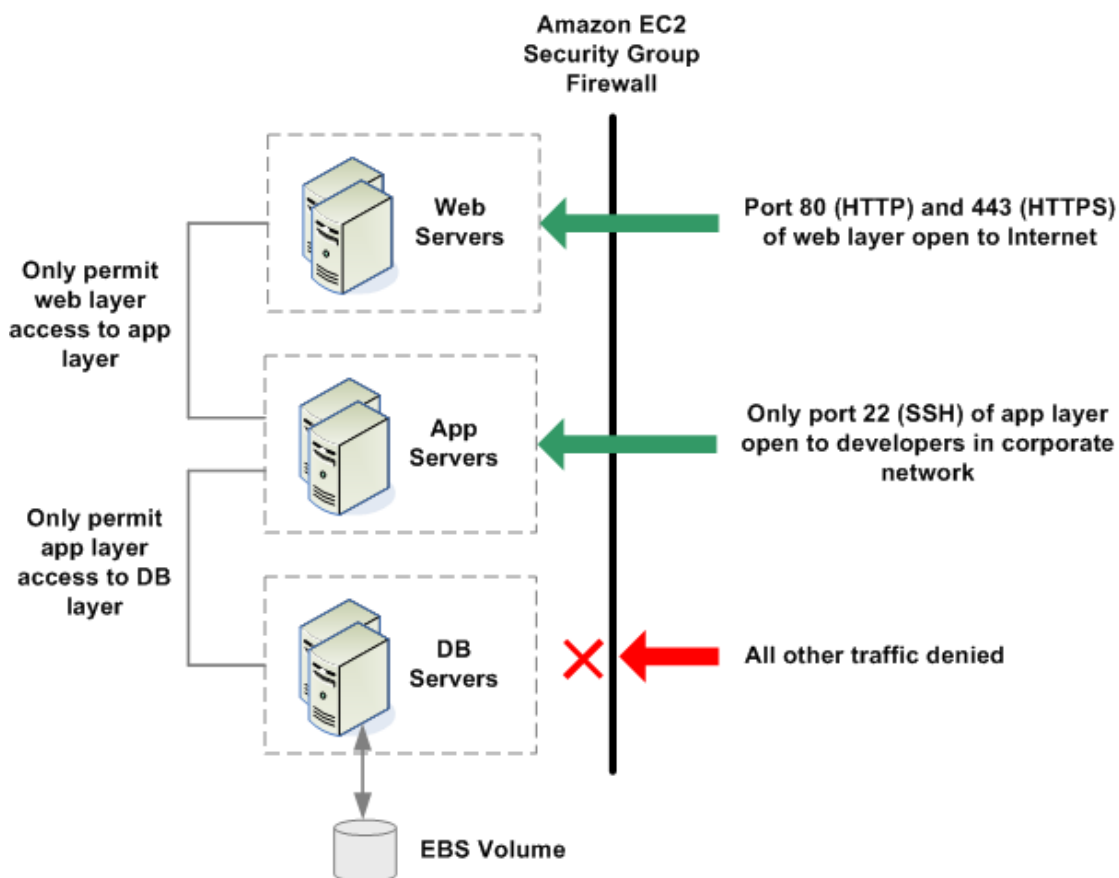 Amazon EC2
Security Group
Firewall
Web
Servers
Port 80 (HTTP) and 443 (HTTPS)
of web layer open to Internet
Only permit
web layer
access to app
layer
App
Servers
Only port 22 (SSH) of app layer
open to developers in corporate
network
Only permit
app layer
access to DB
layer
DB
Servers
All other traffic denied
EBS Volume